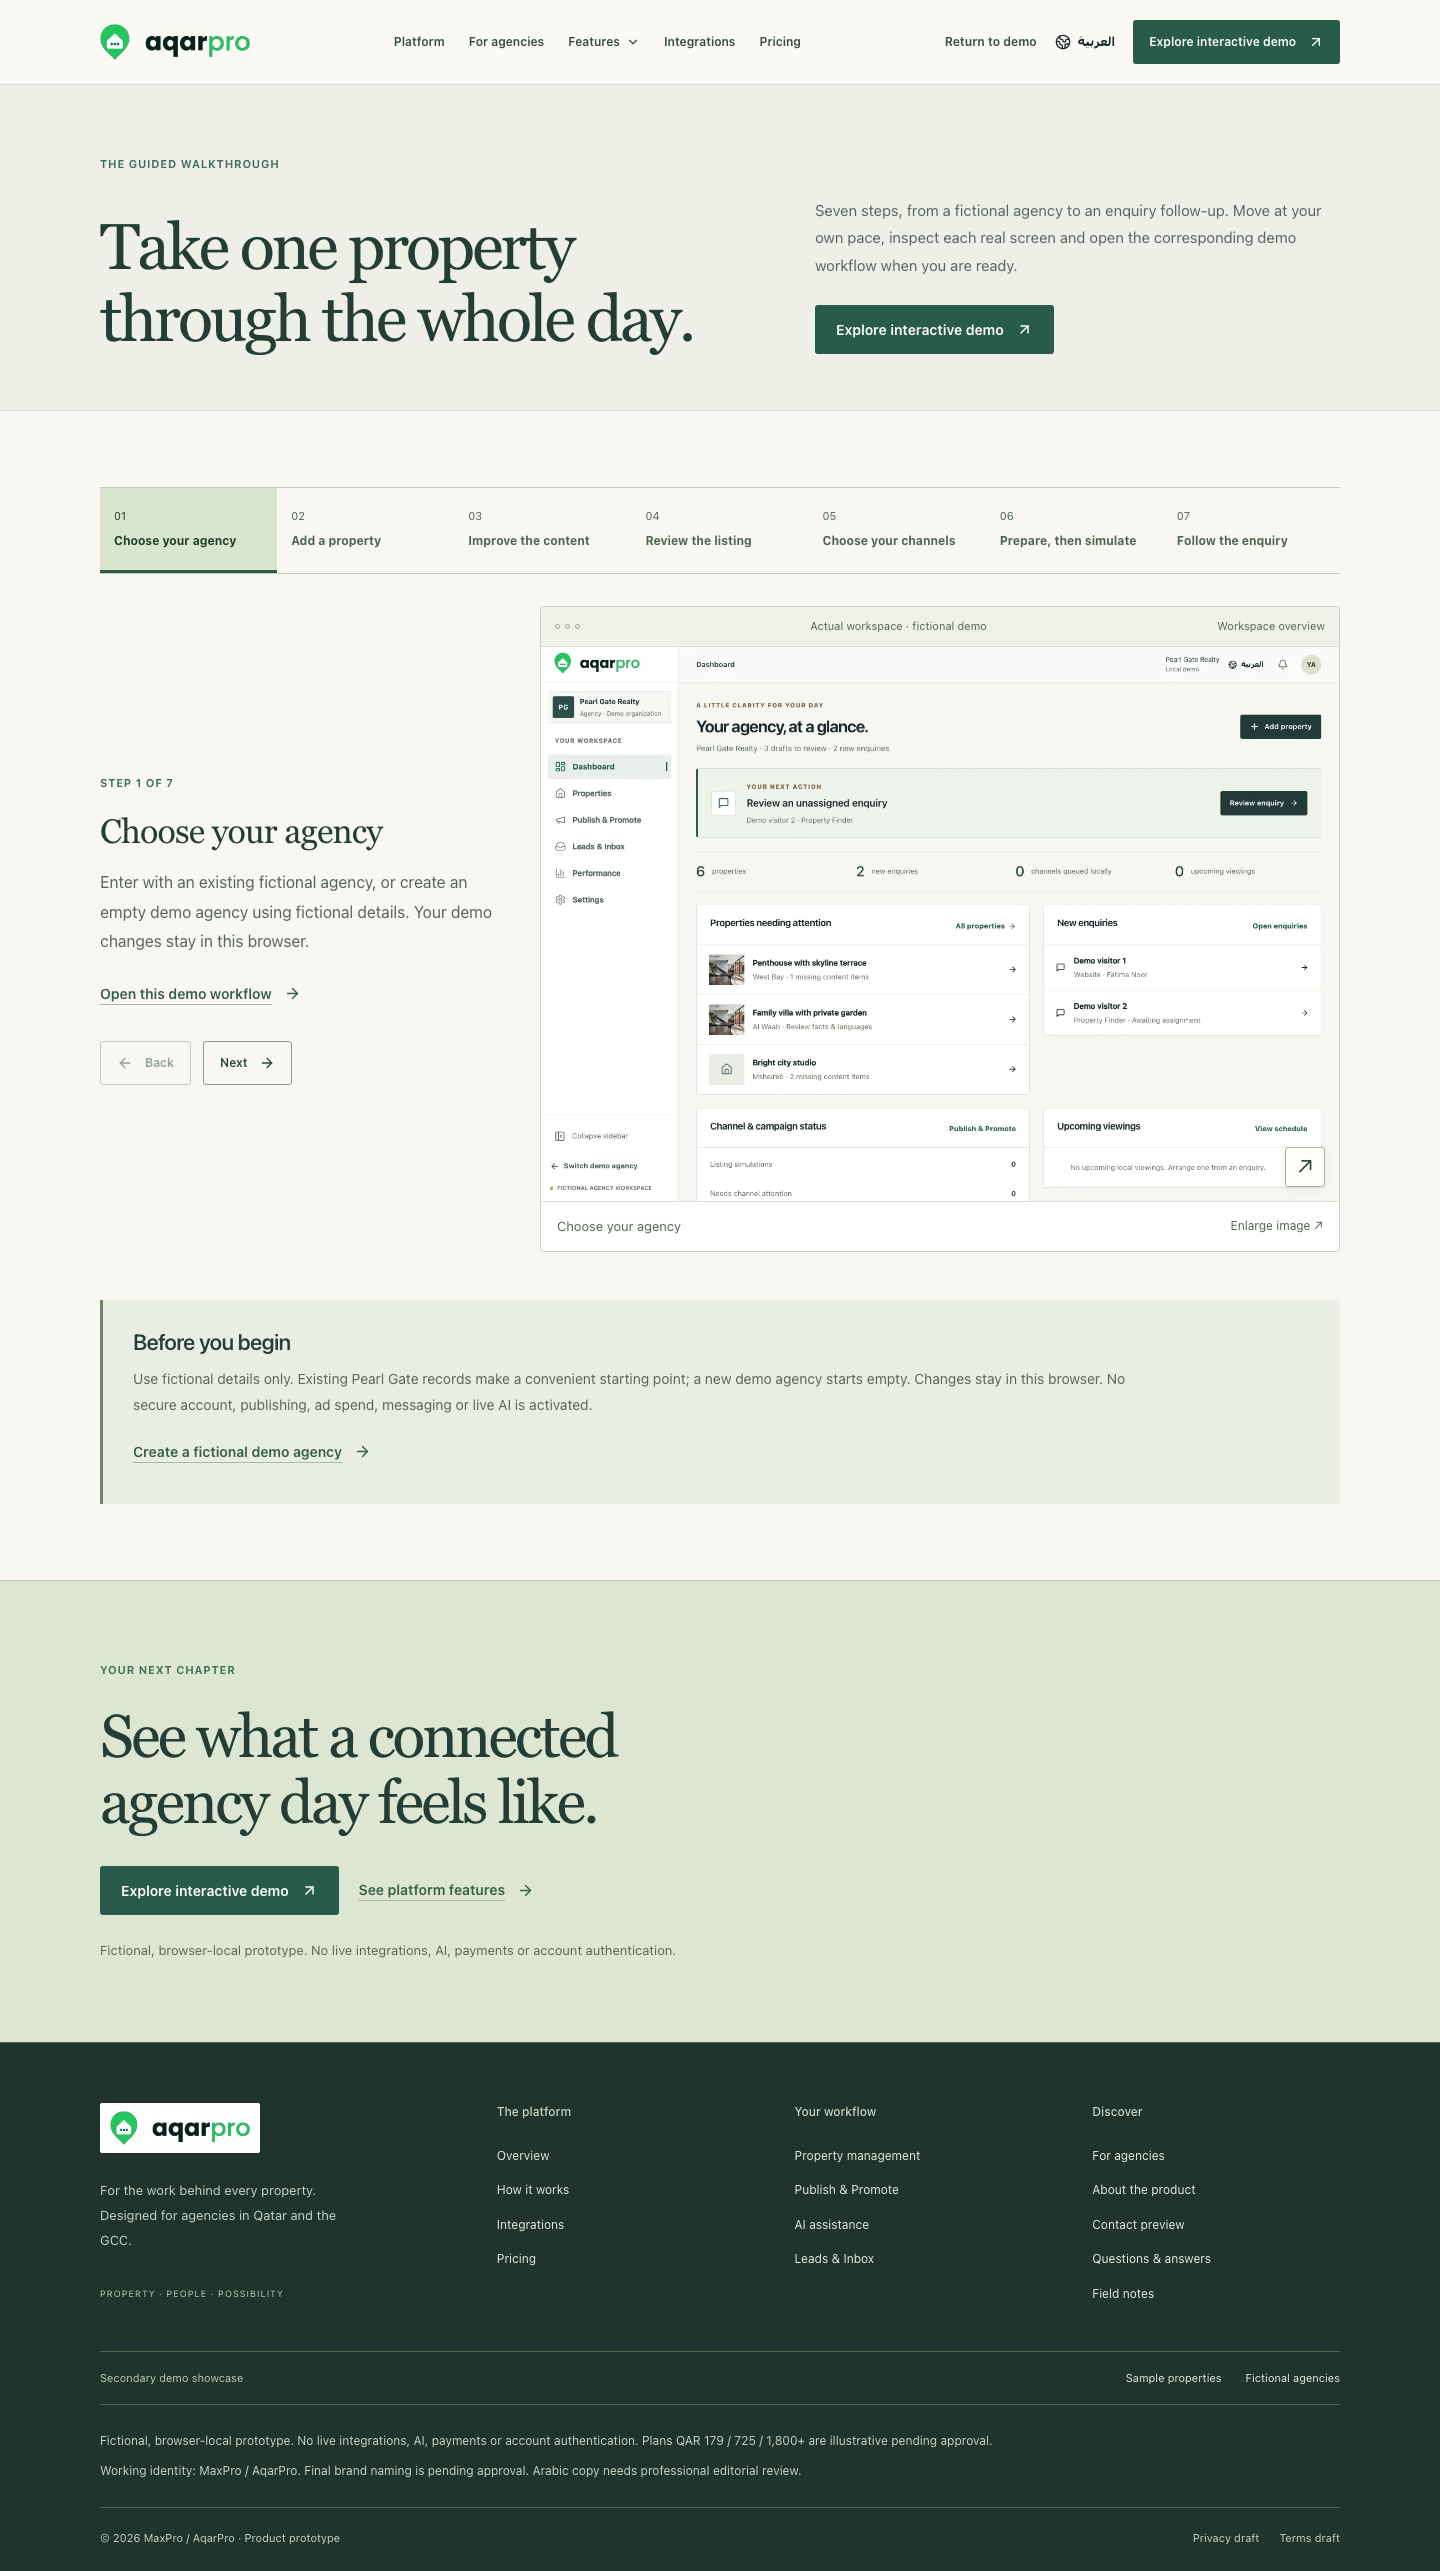 aqarpro
Platform
For agencies
Features
Integrations
Pricing
Return to demo
العربية
Explore interactive demo
THE GUIDED WALKTHROUGH
Take one property
through the whole day.
Seven steps, from a fictional agency to an enquiry follow-up. Move at your
own pace, inspect each real screen and open the corresponding demo
workflow when you are ready.
Explore interactive demo
01
Choose your agency
02
Add a property
03
Improve the content
04
Review the listing
05
Choose your channels
06
Prepare, then simulate
07
Follow the enquiry
STEP 1 OF 7
Choose your agency
Enter with an existing fictional agency, or create an
empty demo agency using fictional details. Your demo
changes stay in this browser.
Open this demo workflow
Back
Next
Actual workspace · fictional demo
Workspace overview
aqarpro
PG
Pearl Gate Realty
Agency · Demo organization
YOUR WORKSPACE
Dashboard
Properties
Publish & Promote
Leads & Inbox
Performance
Settings
Collapse sidebar
Switch demo agency
FICTIONAL AGENCY WORKSPACE
Dashboard
Pearl Gate Realty
Local demo
العربية
YA
A LITTLE CLARITY FOR YOUR DAY
Your agency, at a glance.
Pearl Gate Realty · 3 drafts to review · 2 new enquiries
Add property
YOUR NEXT ACTION
Review an unassigned enquiry
Demo visitor 2 · Property Finder
Review enquiry
6 properties
2 new enquiries
0 channels queued locally
0 upcoming viewings
Properties needing attention
All properties
Penthouse with skyline terrace
West Bay · 1 missing content items
Family villa with private garden
Al Waab · Review facts & languages
Bright city studio
Msheireb · 2 missing content items
New enquiries
Open enquiries
Demo visitor 1
Website · Fatima Noor
Demo visitor 2
Property Finder · Awaiting assignment
Channel & campaign status
Publish & Promote
Listing simulations 0
Needs channel attention 0
Upcoming viewings
View schedule
No upcoming local viewings. Arrange one from an enquiry.
Choose your agency
Enlarge image
Before you begin
Use fictional details only. Existing Pearl Gate records make a convenient starting point; a new demo agency starts empty. Changes stay in this browser. No
secure account, publishing, ad spend, messaging or live AI is activated.
Create a fictional demo agency
YOUR NEXT CHAPTER
See what a connected
agency day feels like.
Explore interactive demo
See platform features
Fictional, browser-local prototype. No live integrations, AI, payments or account authentication.
aqarpro
For the work behind every property.
Designed for agencies in Qatar and the
GCC.
PROPERTY · PEOPLE · POSSIBILITY
The platform
Overview
How it works
Integrations
Pricing
Your workflow
Property management
Publish & Promote
AI assistance
Leads & Inbox
Discover
For agencies
About the product
Contact preview
Questions & answers
Field notes
Secondary demo showcase
Sample properties
Fictional agencies
Fictional, browser-local prototype. No live integrations, AI, payments or account authentication. Plans QAR 179 / 725 / 1,800+ are illustrative pending approval.
Working identity: MaxPro / AqarPro. Final brand naming is pending approval. Arabic copy needs professional editorial review.
© 2026 MaxPro / AqarPro · Product prototype
Privacy draft
Terms draft